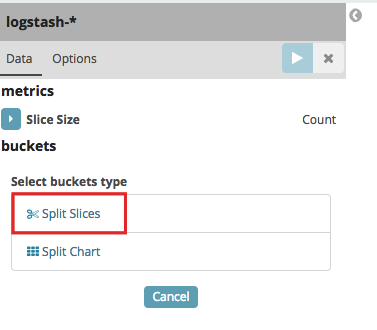 logstash-*
Data Options
metrics
Slice Size Count
buckets
Select buckets type
Split Slices
Split Chart
Cancel